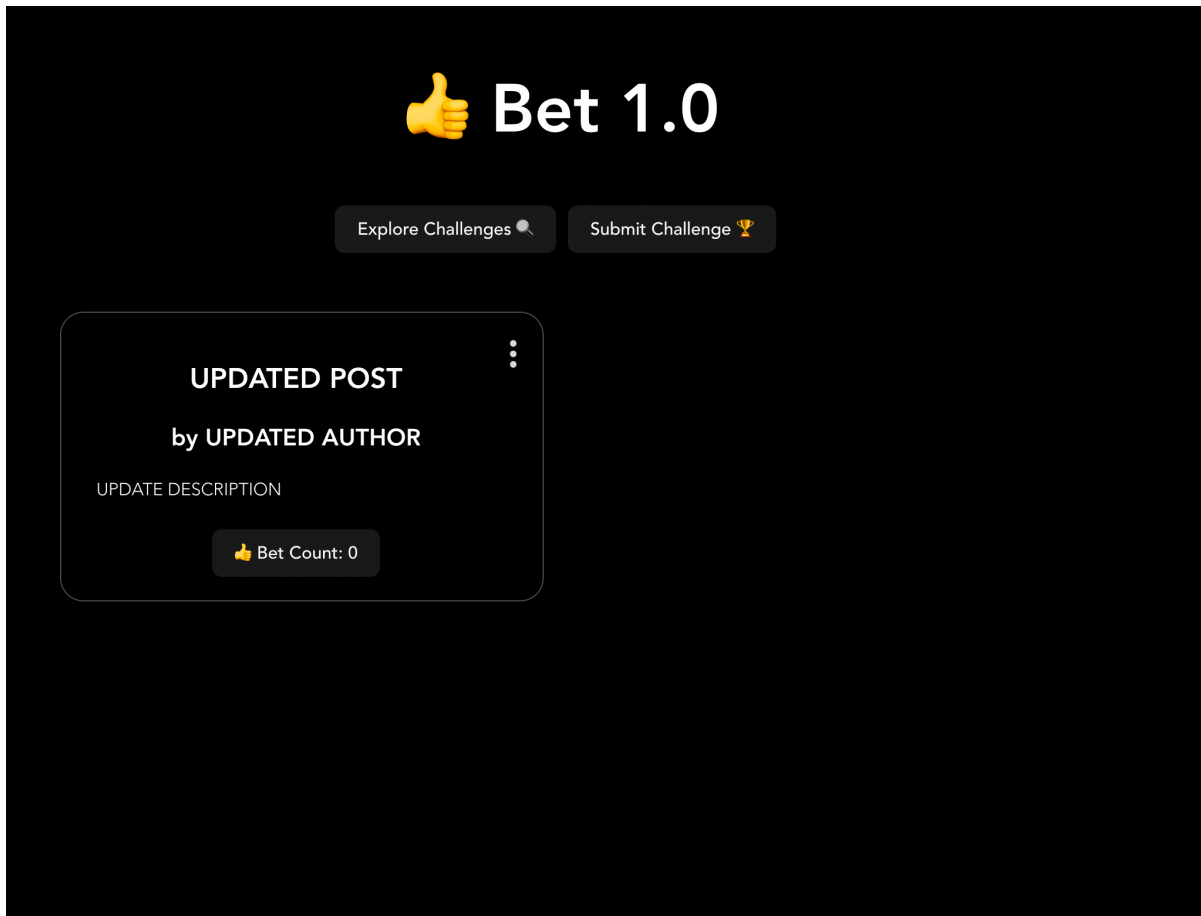 👍 Bet 1.0
Explore Challenges 🔍 Submit Challenge 🏆
UPDATED POST
by UPDATED AUTHOR
UPDATE DESCRIPTION
👍 Bet Count: 0